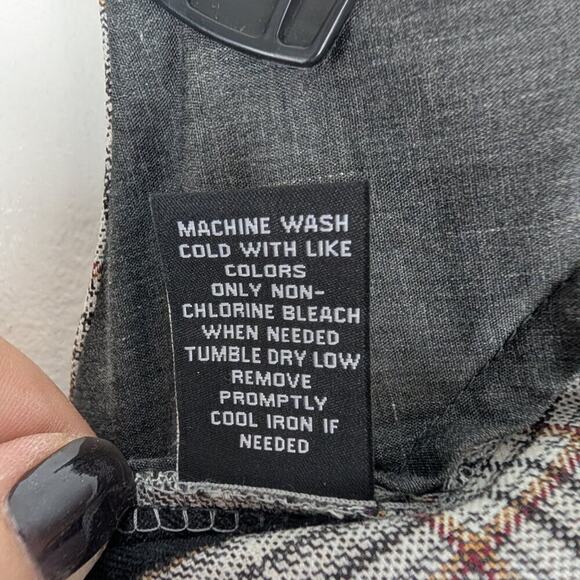 MACHINE WASH
COLD WITH LIKE
COLORS
ONLY NON-
CHLORINE BLEACH
WHEN NEEDED
TUMBLE DRY LOW
REMOVE
PROMPTLY
COOL IRON IF
NEEDED